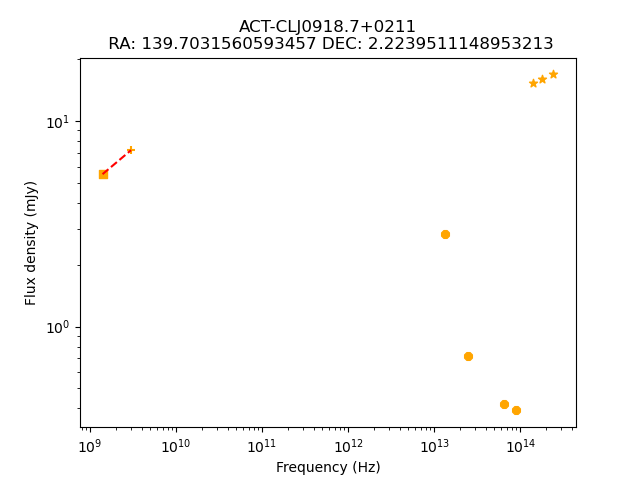 ACT-CLJ0918.7+0211
RA: 139.7031560593457 DEC: 2.2239511148953213
Flux density (mJy)
10¹
10⁰
10⁹ 10¹⁰ 10¹¹ 10¹² 10¹³ 10¹⁴
Frequency (Hz)